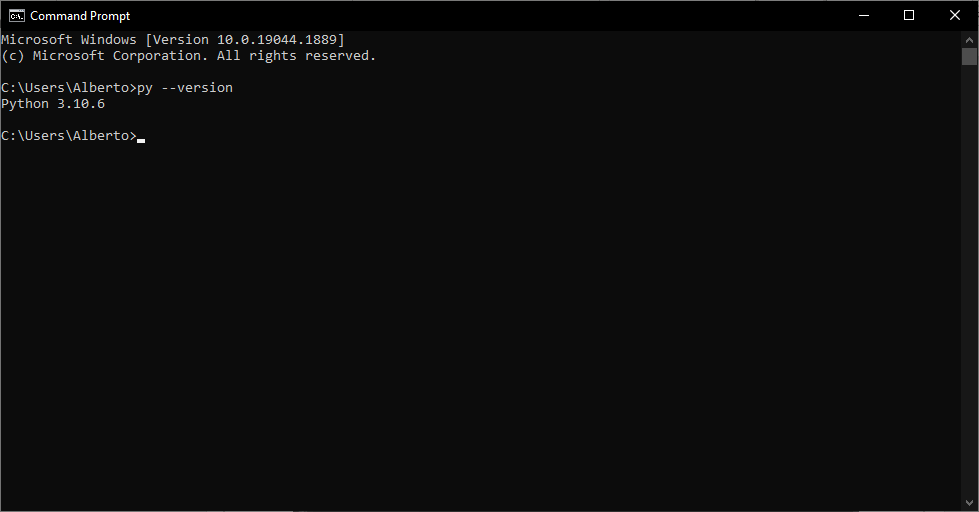 Command Prompt
Microsoft Windows [Version 10.0.19044.1889]
(c) Microsoft Corporation. All rights reserved.
C:\Users\Alberto>py --version
Python 3.10.6
C:\Users\Alberto>